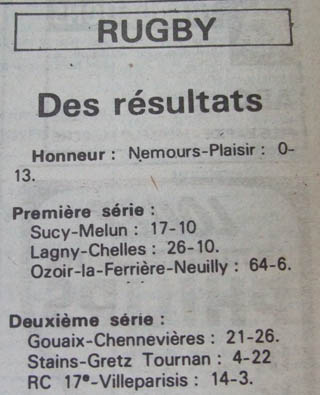 RUGBY
Des résultats
Honneur : Nemours-Plaisir : 0-
13.
Première série :
Sucy-Melun : 17-10
Lagny-Chelles : 26-10.
Ozoir-la-Ferrière-Neuilly : 64-6.
Deuxième série :
Gouaix-Chennevières : 21-26.
Stains-Gretz Tournan : 4-22
RC 17e-Villeparisis : 14-3.